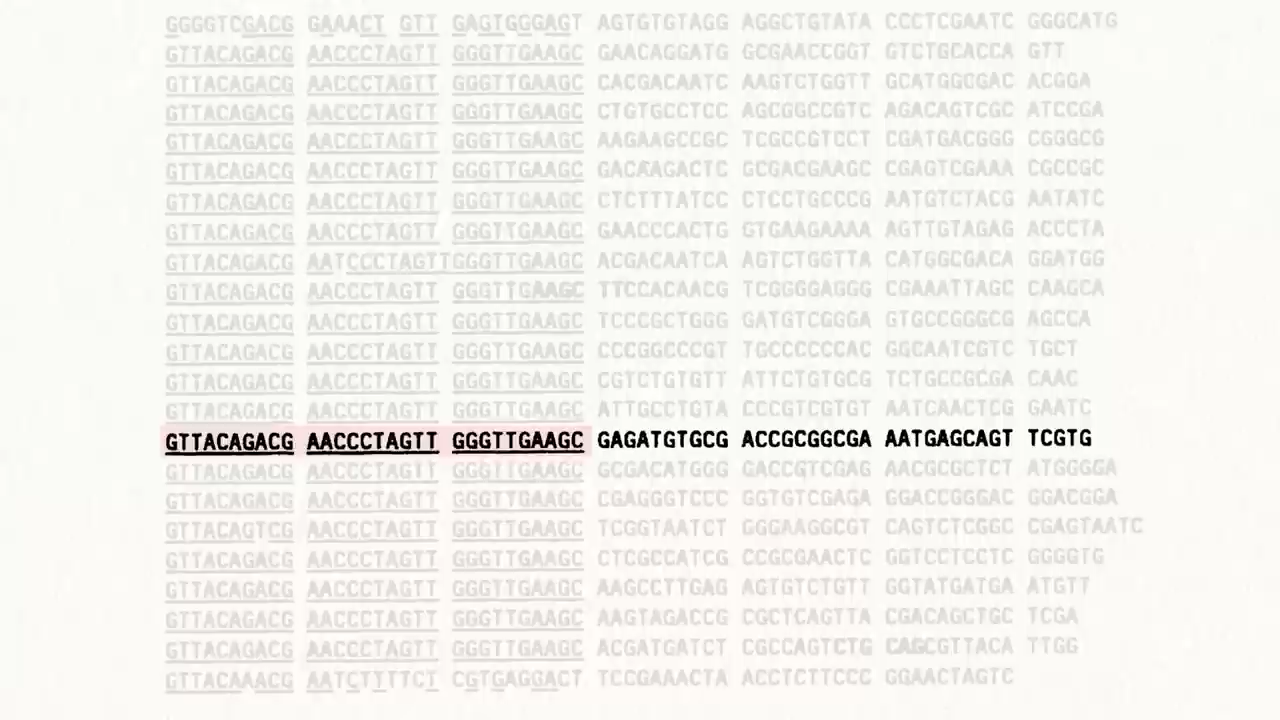 GGGGTCGACG GAAACT GTT GAGTGGGAGT AGTGTGTAGG AGGCTGTATA CCCTCGAATC GGGCATG
GTTACAGACG AACCCTAGTT GGGTTGAAGC GAACAGGATG GCGAACCGGT GTCTGCACCA GTT
GTTACAGACG AACCCTAGTT GGGTTGAAGC CACGACAATC AAGTCTGGTT GCATGGCGAC ACGGA
GTTACAGACG AACCCTAGTT GGGTTGAAGC CTGTGCCTCC AGCGGCCGTC AGACAGTCGC ATCCGA
GTTACAGACG AACCCTAGTT GGGTTGAAGC AAGAAGCCGC TCGCCGTCCT CGATGACGGG CGGGCG
GTTACAGACG AACCCTAGTT GGGTTGAAGC GACAAGACTC GCGACGAAGC CGAGTCGAAA CGCCGC
GTTACAGACG AACCCTAGTT GGGTTGAAGC CTCTTTATCC CTCCTGCCCG AATGTCTACG AATATC
GTTACAGACG AACCCTAGTT GGGTTGAAGC GAACCCACTG GTGAAGAAAA AGTTGTAGAG ACCCTA
GTTACAGACG AATCCCTAGTTGGGTTGAAGC ACGACAATCA AGTCTGGTTA CATGGCGACA GGATGG
GTTACAGACG AACCCTAGTT GGGTTGAAGC TTCCACAACG TCGGGGAGGG CGAAATTAGC CAAGCA
GTTACAGACG AACCCTAGTT GGGTTGAAGC TCCCGCTGGG GATGTCGGGA GTGCCGGGCG AGCCA
GTTACAGACG AACCCTAGTT GGGTTGAAGC CCCGGCCCGT TGCCCCCCAC GGCAATCGTC TGCT
GTTACAGACG AACCCTAGTT GGGTTGAAGC CGTCTGTGTT ATTCTGTGCG TCTGCCGCGA CAAC
GTTACAGACG AACCCTAGTT GGGTTGAAGC ATTGCCTGTA CCCGTCGTGT AATCAACTCG GAATC
GTTACAGACG AACCCTAGTT GGGTTGAAGC GAGATGTGCG ACCGCGGCGA AATGAGCAGT TCGTG
GTTACAGACG AACCCTAGTT GGGTTGAAGC GCGACATGGG GACCGTCGAG AACGCGCTCT ATGGGGA
GTTACAGACG AACCCTAGTT GGGTTGAAGC CGAGGGTCCC GGTGTCGAGA GGACCGGGAC GGACGGA
GTTACAGTCG AACCCTAGTT GGGTTGAAGC TCGGTAATCT GGGAAGGCGT CAGTCTCGGC CGAGTAATC
GTTACAGACG AACCCTAGTT GGGTTGAAGC CTCGCCATCG CCGCGAACTC GGTCCTCCTC GGGGTG
GTTACAGACG AACCCTAGTT GGGTTGAAGC AAGCCTTGAG AGTGTCTGTT GGTATGATGA ATGTT
GTTACAGACG AACCCTAGTT GGGTTGAAGC AAGTAGACCG CGCTCAGTTA CGACAGCTGC TCGA
GTTACAGACG AACCCTAGTT GGGTTGAAGC ACGATGATCT CGCCAGTCTG CAGCGTTACA TTGG
GTTACAAACG AATCTTTTCT CGTGAGGACT TCCGAAACTA ACCTCTTCCC GGAACTAGTC